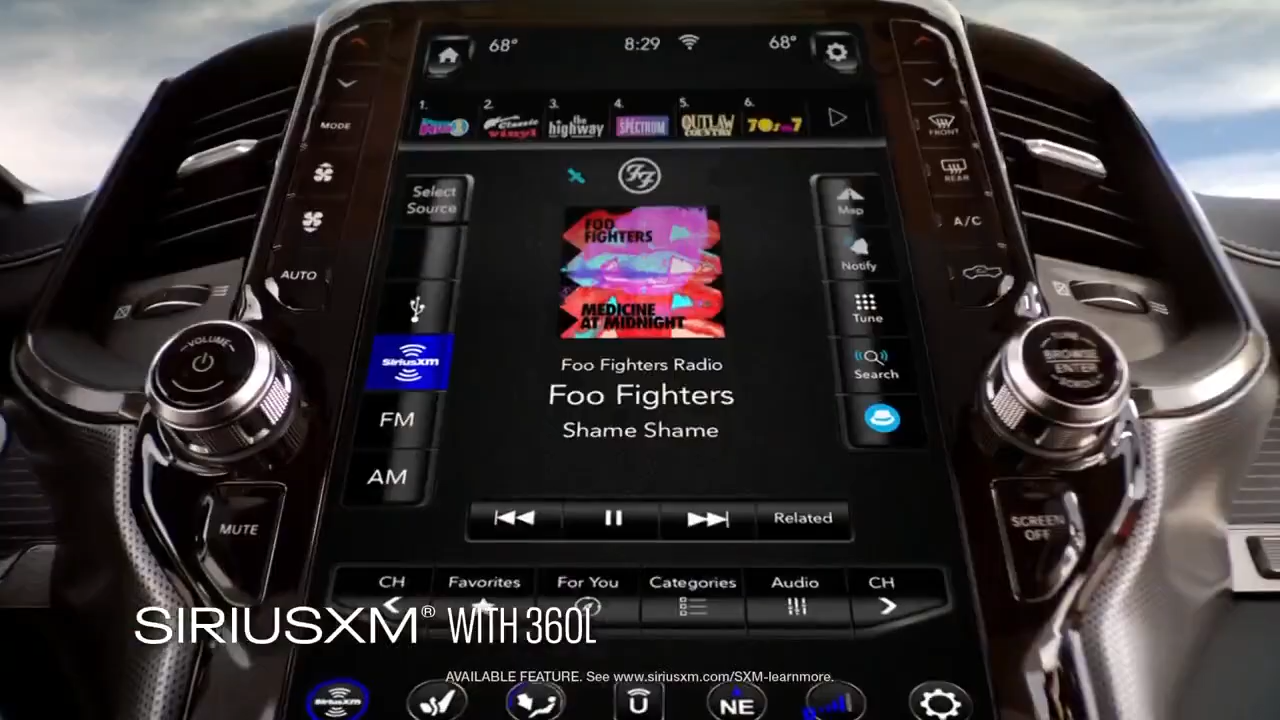 68° 8:29 68°
1. 2. 3. 4. 5. 6.
Classic vinyl
the highway
SPECTRUM
OUTLAW COUNTRY
70s on 7
MODE
AUTO
FRONT
REAR
A/C
Select
Source
SiriusXM
FM
AM
FF
FOO
FIGHTERS
MEDICINE
AT MIDNIGHT
Foo Fighters Radio
Foo Fighters
Shame Shame
Map
Notify
Tune
Search
VOLUME
BROWSE
ENTER
MUTE
SCREEN
OFF
Related
CH Favorites For You Categories Audio CH
SIRIUSXM® WITH 360L
AVAILABLE FEATURE. See www.siriusxm.com/SXM-learnmore.
SiriusXM U NE